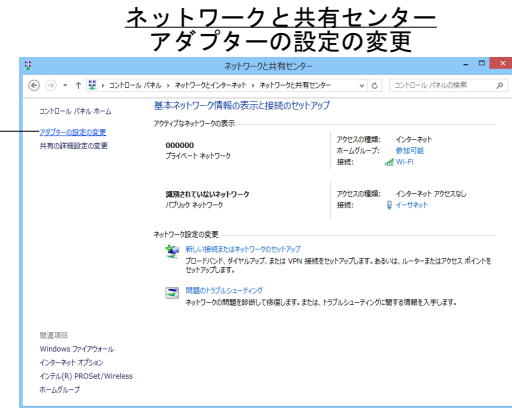 ネットワークと共有センター
アダプターの設定の変更
ネットワークと共有センター
コントロール パネル ▸ ネットワークとインターネット ▸ ネットワークと共有センター
コントロール パネルの検索
コントロール パネル ホーム
アダプターの設定の変更
共有の詳細設定の変更
基本ネットワーク情報の表示と接続のセットアップ
アクティブなネットワークの表示
000000
プライベート ネットワーク
アクセスの種類: インターネット
ホームグループ: 参加可能
接続: Wi-Fi
識別されていないネットワーク
パブリック ネットワーク
アクセスの種類: インターネット アクセスなし
接続: イーサネット
ネットワーク設定の変更
新しい接続またはネットワークのセットアップ
ブロードバンド、ダイヤルアップ、または VPN 接続をセットアップします。あるいは、ルーターまたはアクセス ポイントを
セットアップします。
問題のトラブルシューティング
ネットワークの問題を診断して修復します。または、トラブルシューティングに関する情報を入手します。
関連項目
Windows ファイアウォール
インターネット オプション
インテル(R) PROSet/Wireless
ホームグループ